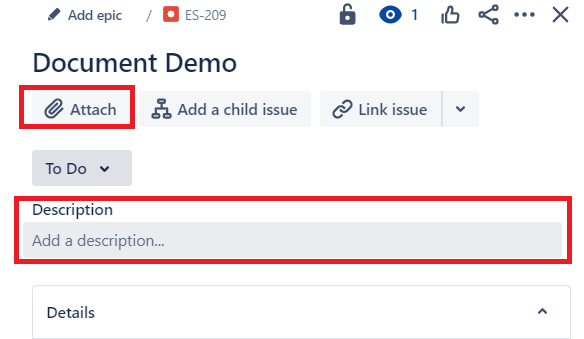 Add epic / ES-209 1
Document Demo
Attach Add a child issue Link issue
To Do
Description
Add a description...
Details